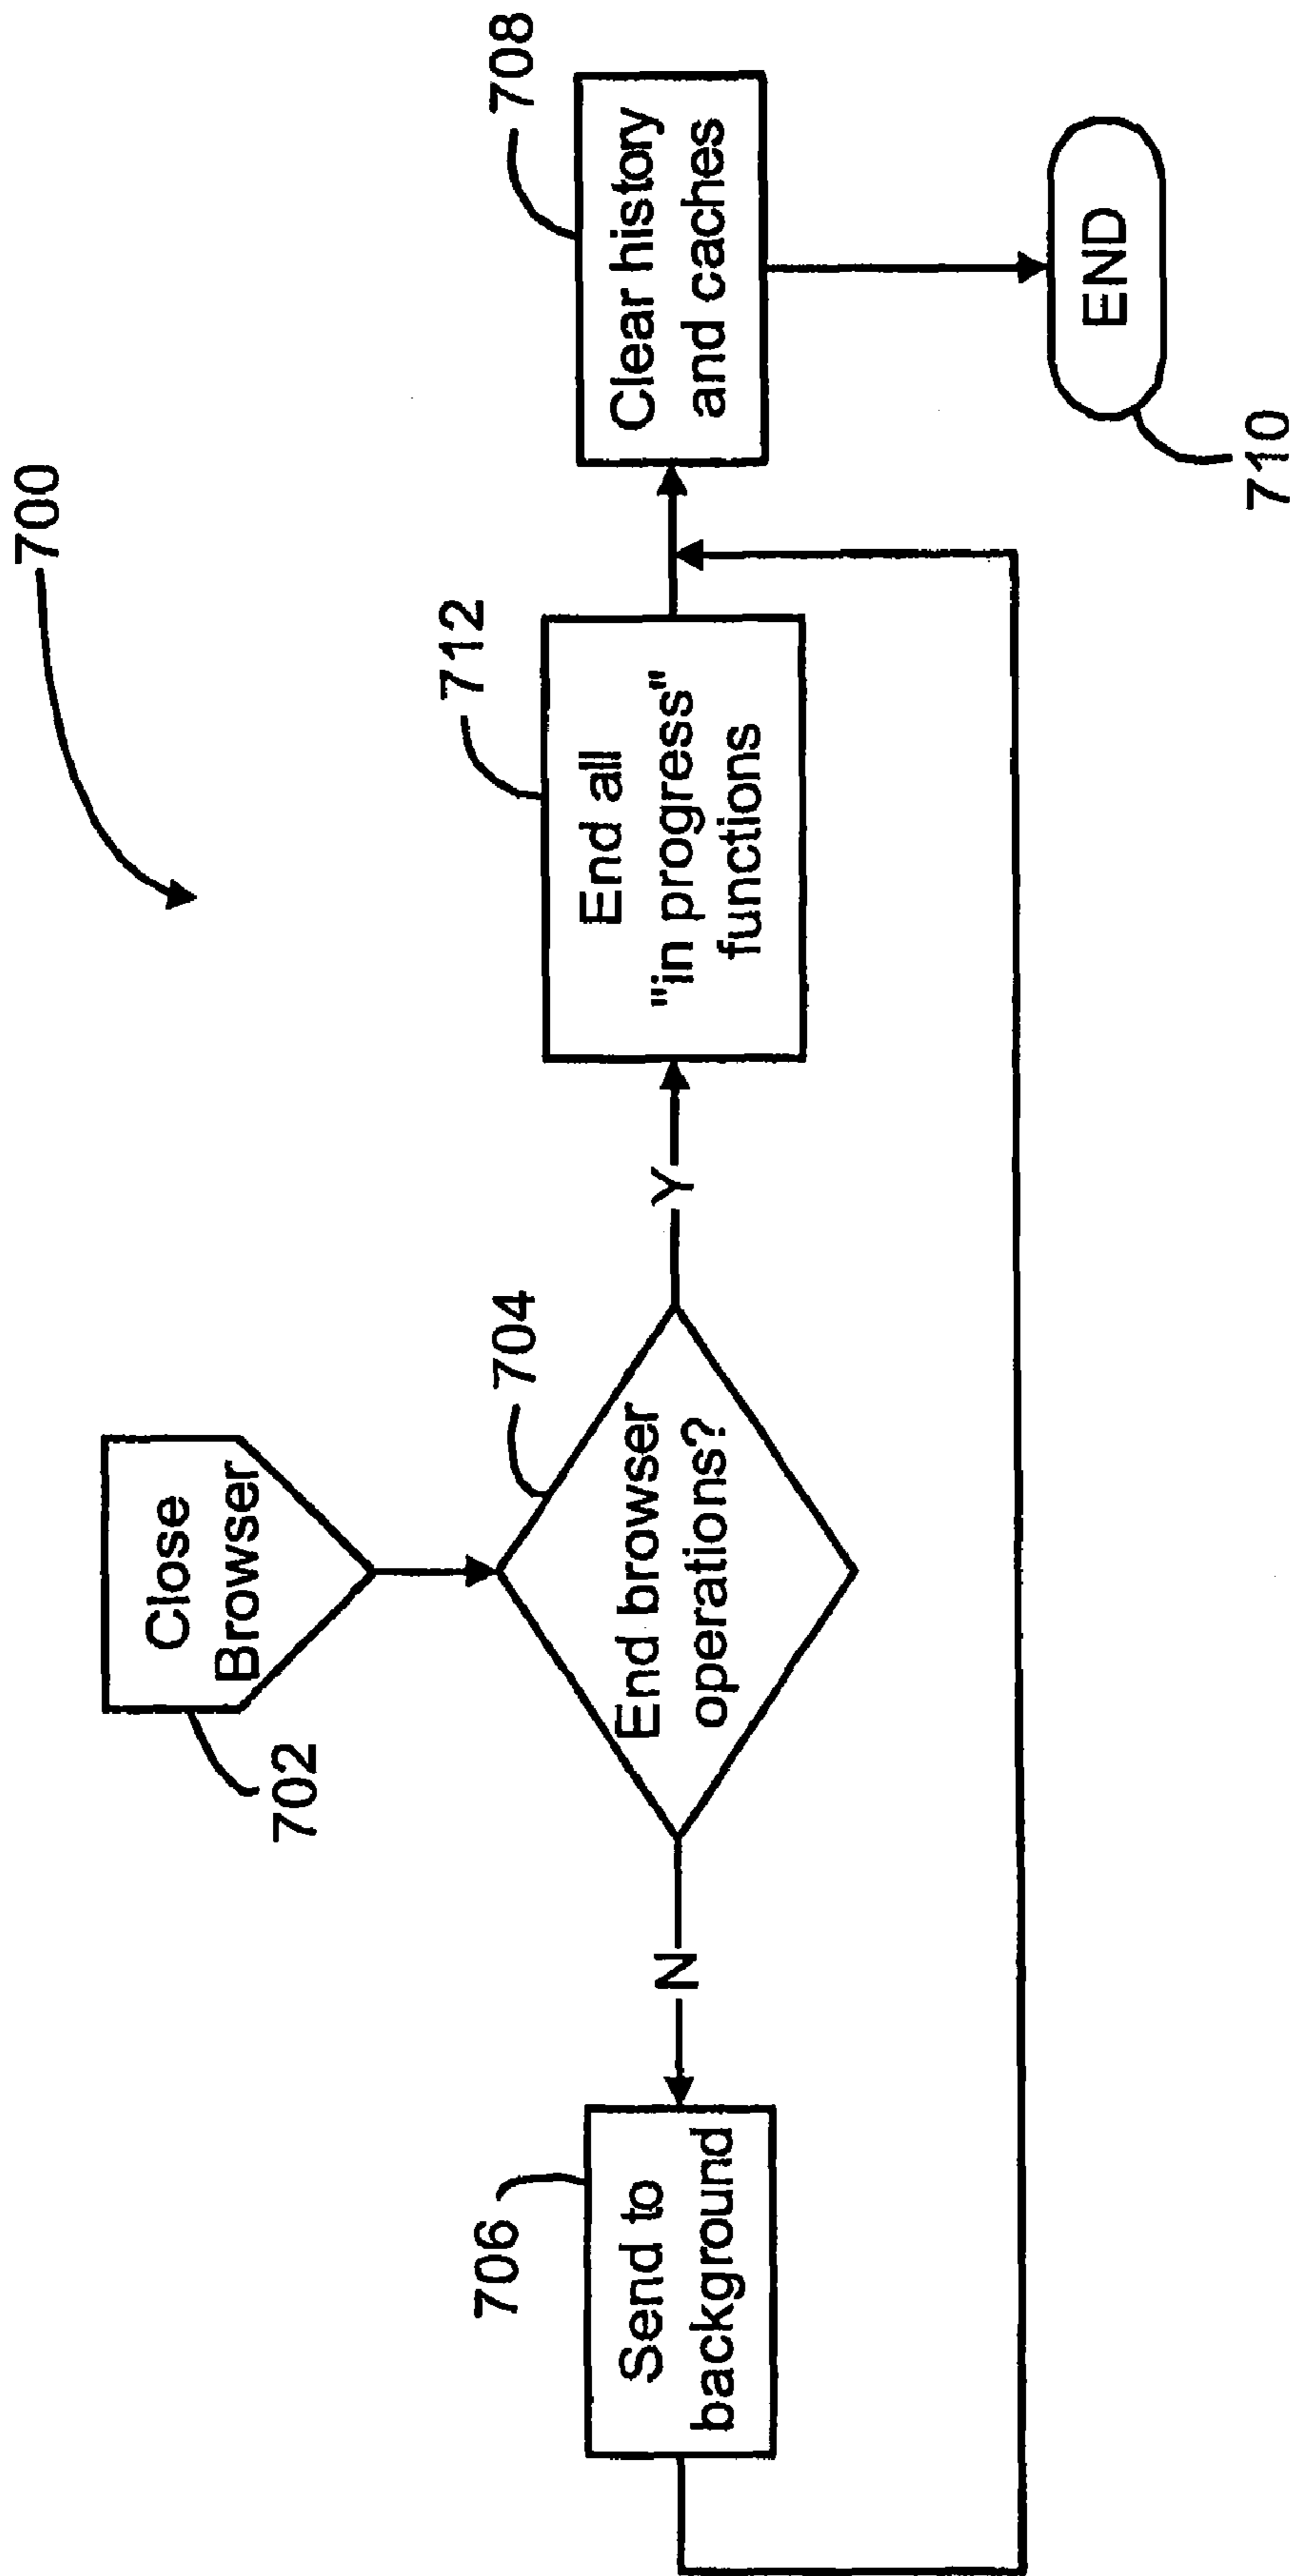 700
Close
Browser
702
704
End browser
operations?
N
Y
706
Send to
background
712
End all
"in progress"
functions
708
Clear history
and caches
END
710